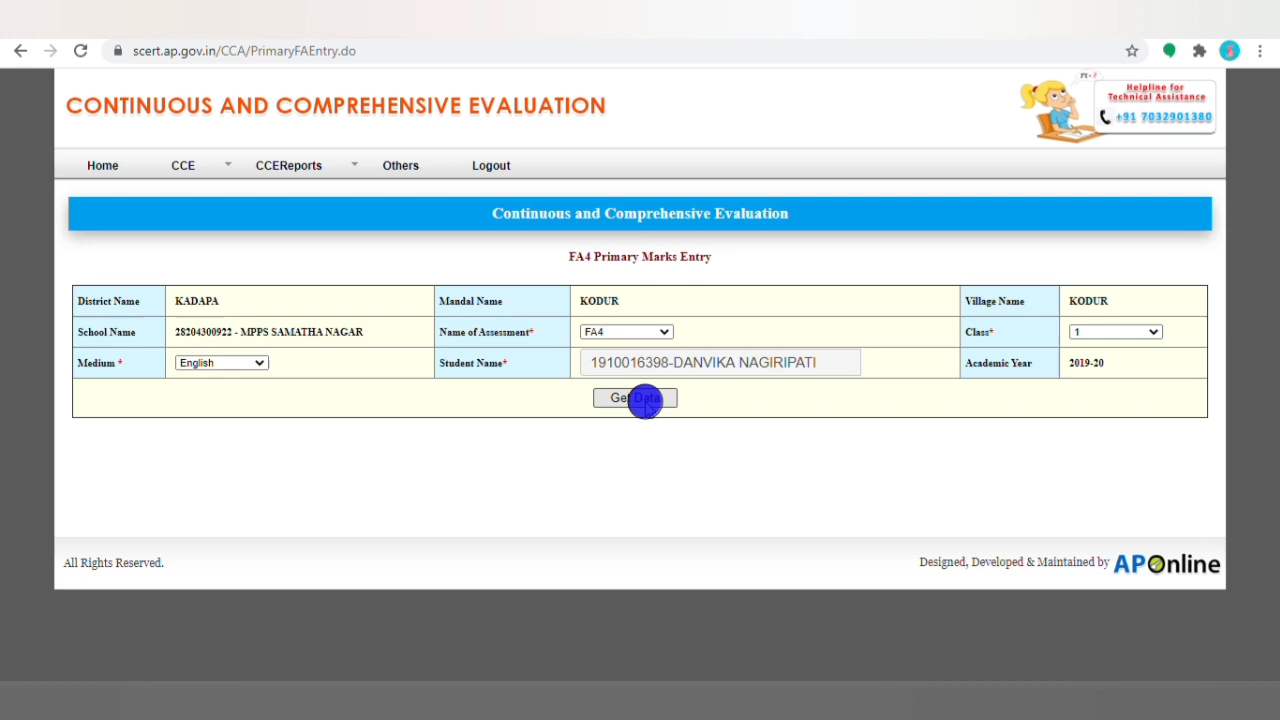 scert.ap.gov.in/CCA/PrimaryFAEntry.do
CONTINUOUS AND COMPREHENSIVE EVALUATION
Helpline for
Technical Assistance
+91 7032901380
Home CCE CCEReports Others Logout
Continuous and Comprehensive Evaluation
FA4 Primary Marks Entry
District Name KADAPA Mandal Name KODUR Village Name KODUR
School Name 28204300922 - MPPS SAMATHA NAGAR Name of Assessment* FA4 Class* 1
Medium * English Student Name* 1910016398-DANVIKA NAGIRIPATI Academic Year 2019-20
Get Data
All Rights Reserved. Designed, Developed & Maintained by APOnline